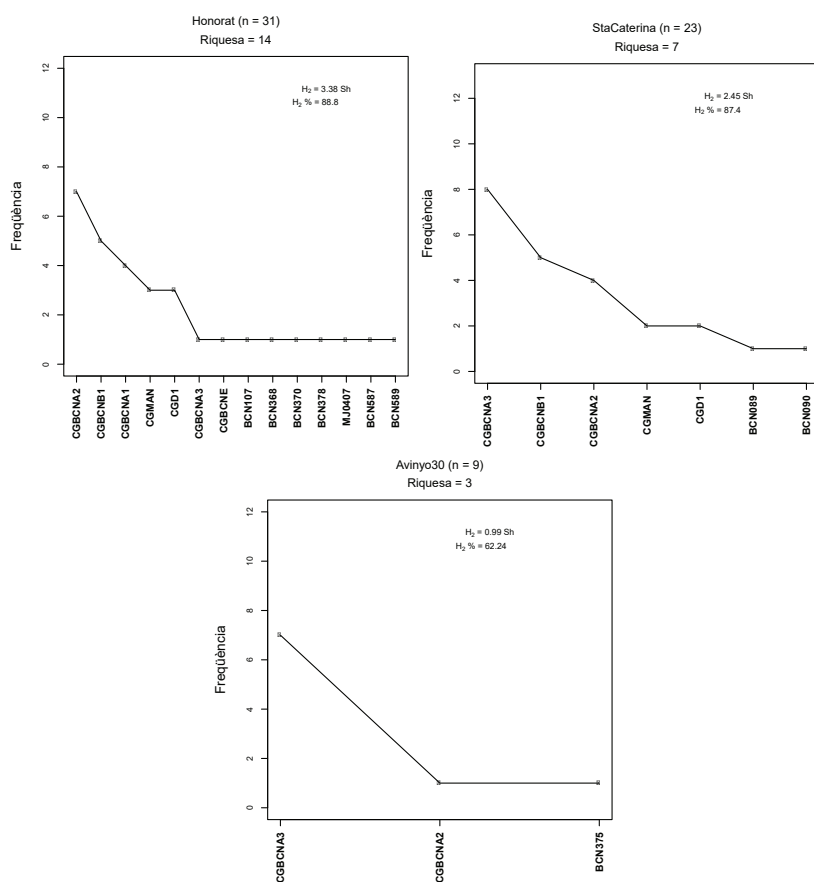 Honorat (n = 31)
Riquesa = 14
H₂ = 3.38 Sh
H₂ % = 88.8
Freqüència
0 2 4 6 8 10 12
CGBCNA2 CGBCNB1 CGBCNA1 CGMAN CGD1 CGBCNA3 CGBCNE BCN107 BCN368 BCN370 BCN378 MJ0407 BCN587 BCN589
StaCaterina (n = 23)
Riquesa = 7
H₂ = 2.45 Sh
H₂ % = 87.4
Freqüència
0 2 4 6 8 10 12
CGBCNA3 CGBCNB1 CGBCNA2 CGMAN CGD1 BCN089 BCN090
Avinyo30 (n = 9)
Riquesa = 3
H₂ = 0.99 Sh
H₂ % = 62.24
Freqüència
0 2 4 6 8 10 12
CGBCNA3 CGBCNA2 BCN375